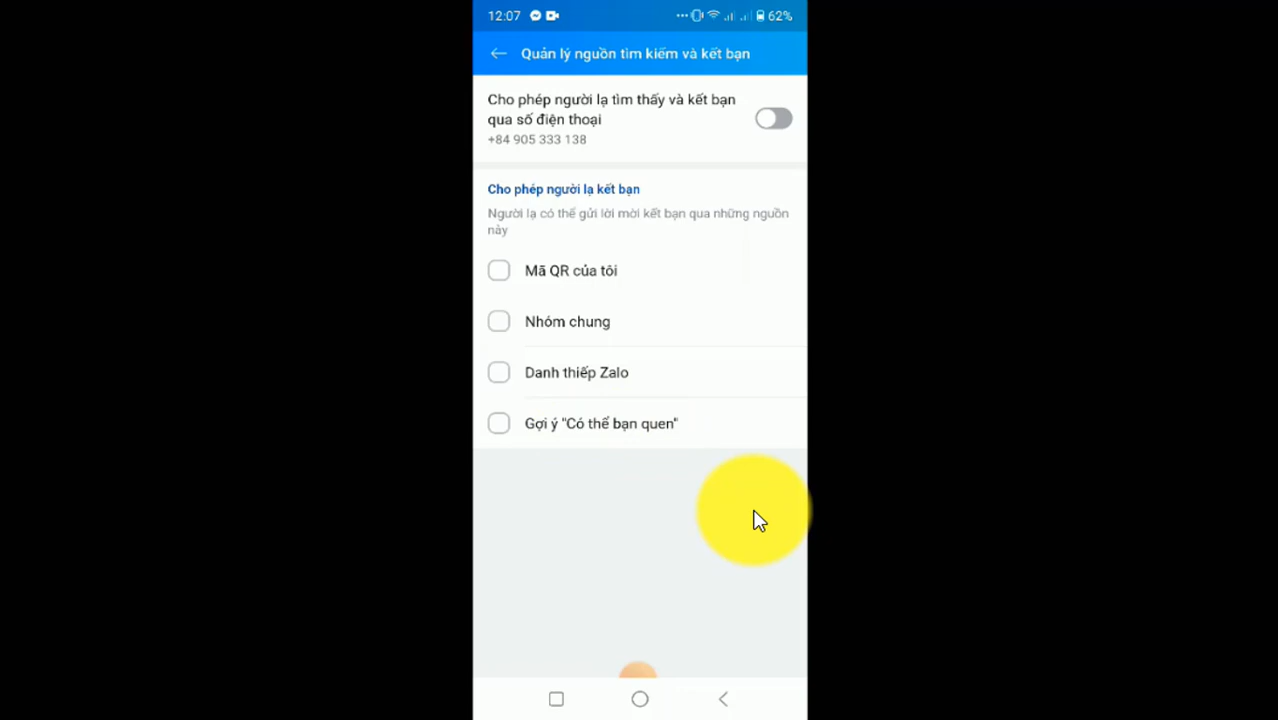 12:07 62%
Quản lý nguồn tìm kiếm và kết bạn
Cho phép người lạ tìm thấy và kết bạn
qua số điện thoại
+84 905 333 138
Cho phép người lạ kết bạn
Người lạ có thể gửi lời mời kết bạn qua những nguồn
này
Mã QR của tôi
Nhóm chung
Danh thiếp Zalo
Gợi ý "Có thể bạn quen"